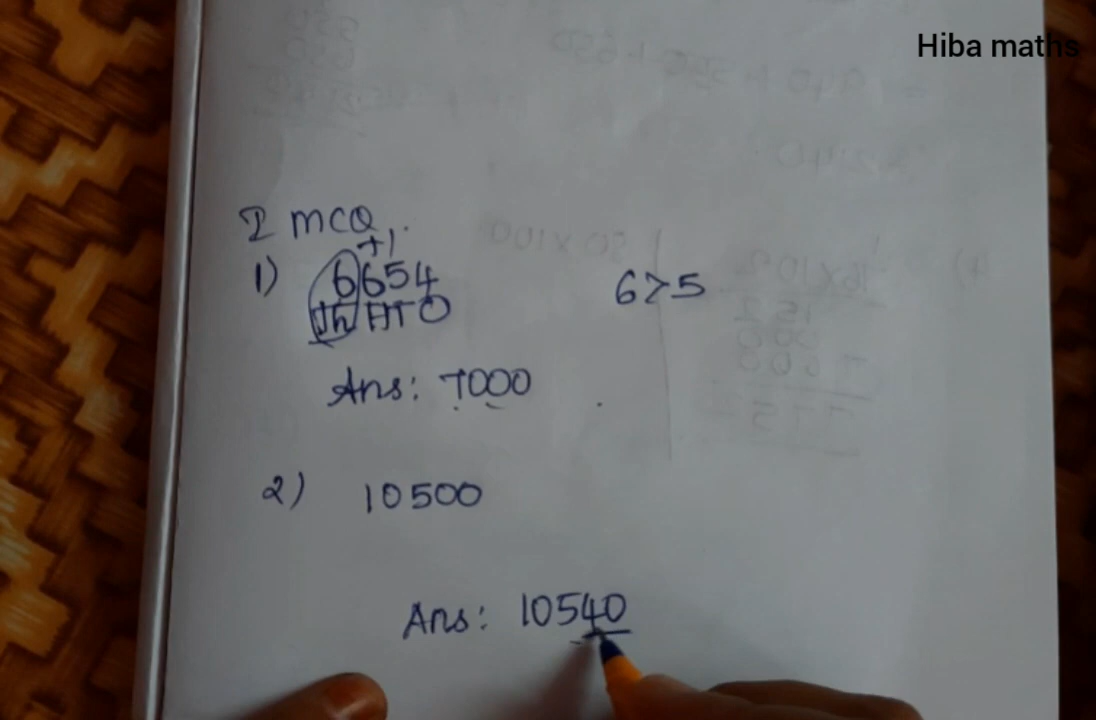 Hiba maths
I MCQ
+1
1) 6654 6>5
Th H T O
Ans: 7000
2) 10500
Ans: 10540